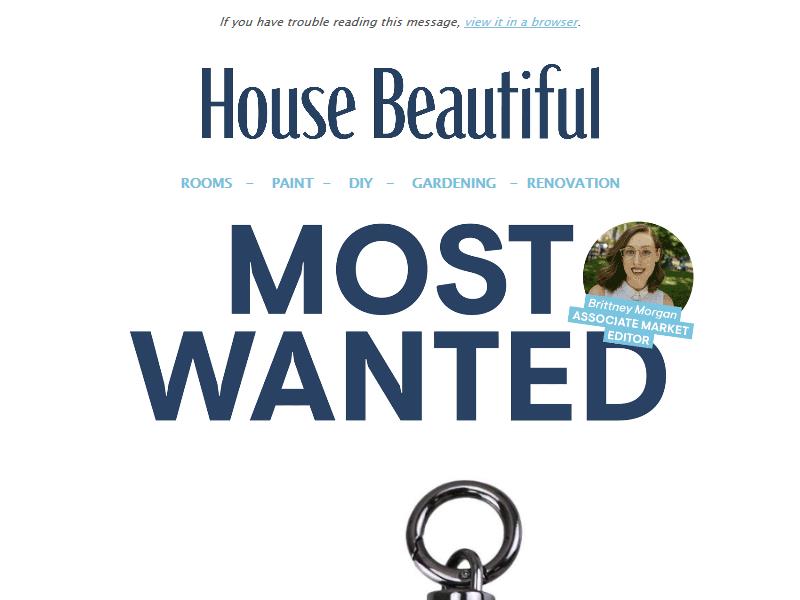 If you have trouble reading this message, view it in a browser.
House Beautiful
ROOMS – PAINT – DIY – GARDENING – RENOVATION
MOST
WANTED
Brittney Morgan
ASSOCIATE MARKET
EDITOR